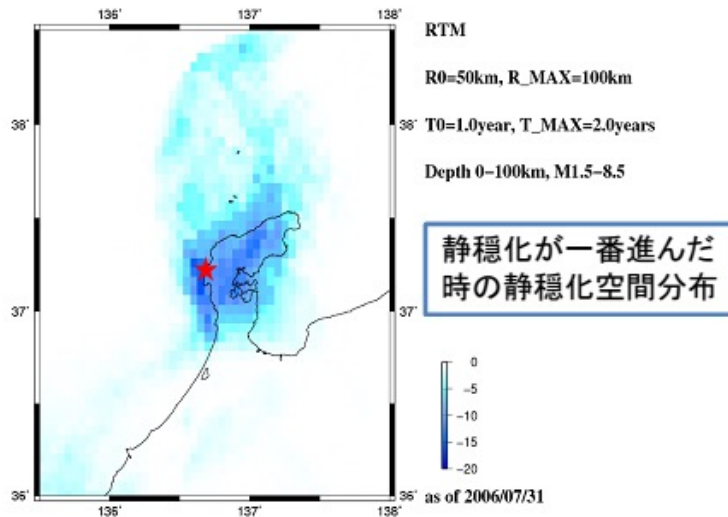 136° 137° 138°
RTM
R0=50km, R_MAX=100km
T0=1.0year, T_MAX=2.0years
Depth 0-100km, M1.5-8.5
38° 38°
静穏化が一番進んだ
時の静穏化空間分布
37° 37°
0
-5
-10
-15
-20
as of 2006/07/31
36° 36°
136° 137° 138°